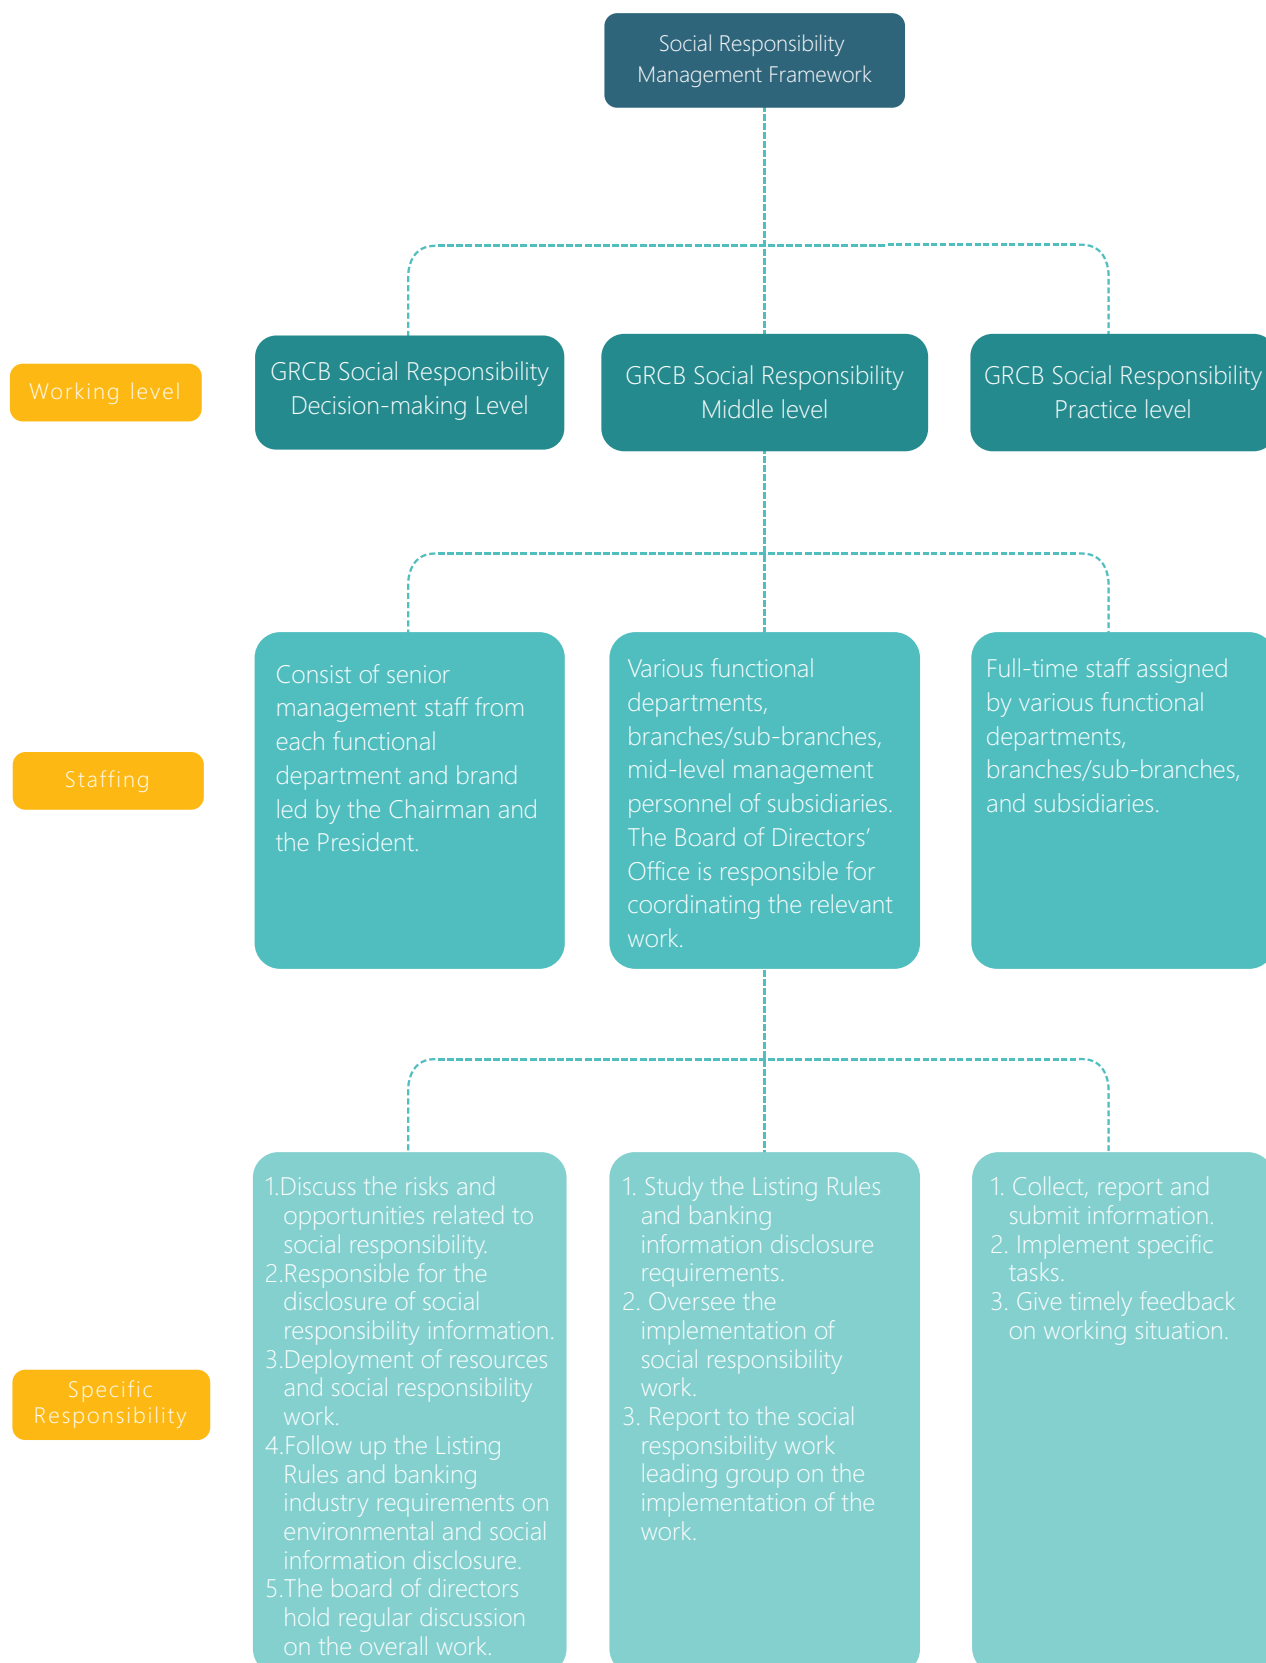 Social Responsibility
Management Framework
Working level
GRCB Social Responsibility
Decision-making Level
GRCB Social Responsibility
Middle level
GRCB Social Responsibility
Practice level
Staffing
Consist of senior
management staff from
each functional
department and brand
led by the Chairman and
the President.
Various functional
departments,
branches/sub-branches,
mid-level management
personnel of subsidiaries.
The Board of Directors’
Office is responsible for
coordinating the relevant
work.
Full-time staff assigned
by various functional
departments,
branches/sub-branches,
and subsidiaries.
Specific
Responsibility
1.Discuss the risks and
opportunities related to
social responsibility.
2.Responsible for the
disclosure of social
responsibility information.
3.Deployment of resources
and social responsibility
work.
4.Follow up the Listing
Rules and banking
industry requirements on
environmental and social
information disclosure.
5.The board of directors
hold regular discussion
on the overall work.
1. Study the Listing Rules
and banking
information disclosure
requirements.
2. Oversee the
implementation of
social responsibility
work.
3. Report to the social
responsibility work
leading group on the
implementation of the
work.
1. Collect, report and
submit information.
2. Implement specific
tasks.
3. Give timely feedback
on working situation.